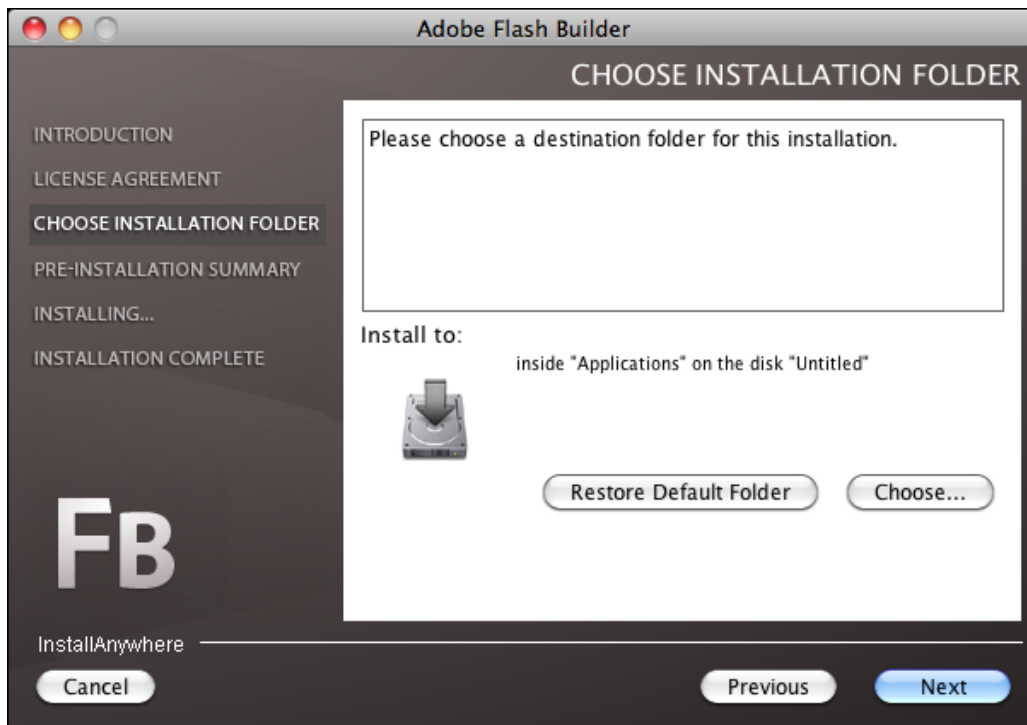 Adobe Flash Builder
CHOOSE INSTALLATION FOLDER
INTRODUCTION
LICENSE AGREEMENT
CHOOSE INSTALLATION FOLDER
PRE-INSTALLATION SUMMARY
INSTALLING...
INSTALLATION COMPLETE
Please choose a destination folder for this installation.
Install to:
inside "Applications" on the disk "Untitled"
Restore Default Folder
Choose...
FB
InstallAnywhere
Cancel
Previous
Next